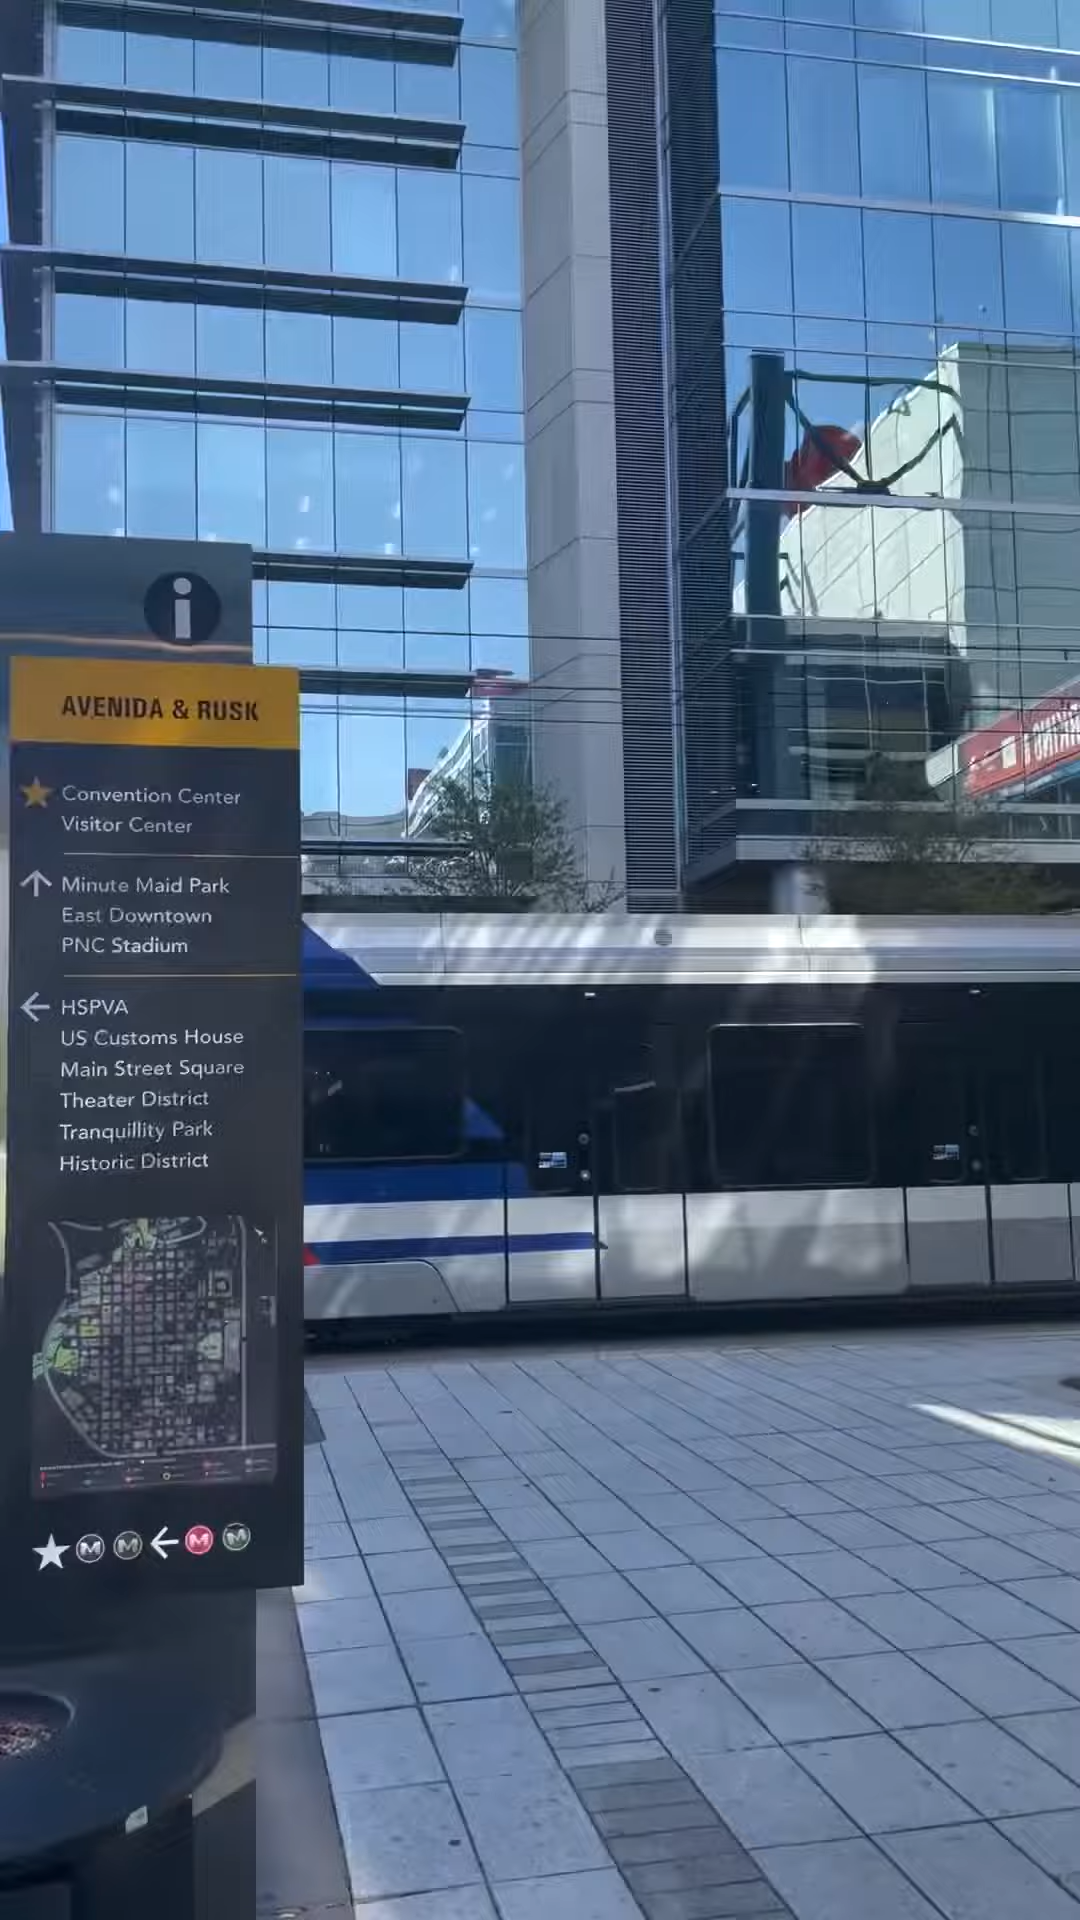 i
AVENIDA & RUSK
Convention Center
Visitor Center
Minute Maid Park
East Downtown
PNC Stadium
HSPVA
US Customs House
Main Street Square
Theater District
Tranquillity Park
Historic District
M M M M